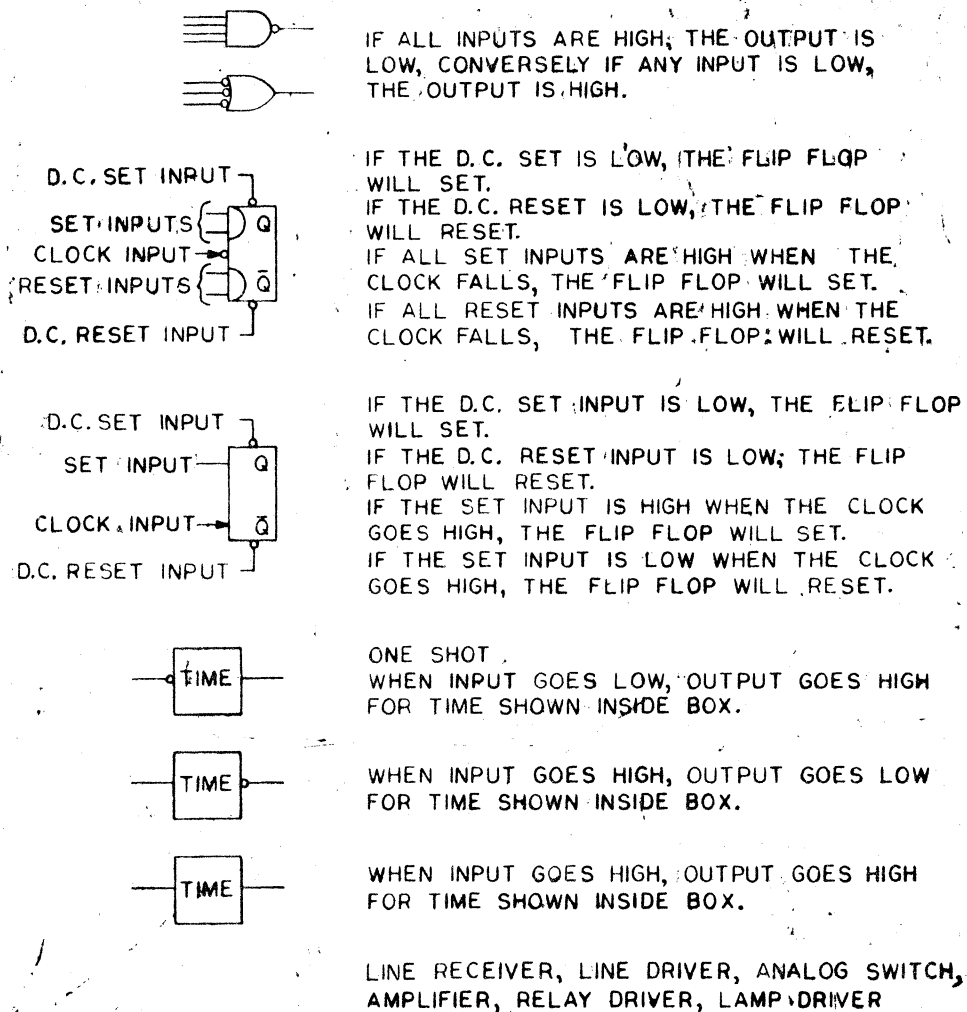 IF ALL INPUTS ARE HIGH, THE OUTPUT IS
LOW, CONVERSELY IF ANY INPUT IS LOW,
THE OUTPUT IS HIGH.
D.C. SET INPUT
SET INPUTS
CLOCK INPUT
RESET INPUTS
D.C. RESET INPUT
Q
Q̄
IF THE D.C. SET IS LOW, THE FLIP FLOP
WILL SET.
IF THE D.C. RESET IS LOW, THE FLIP FLOP
WILL RESET.
IF ALL SET INPUTS ARE HIGH WHEN THE
CLOCK FALLS, THE FLIP FLOP WILL SET.
IF ALL RESET INPUTS ARE HIGH WHEN THE
CLOCK FALLS, THE FLIP FLOP WILL RESET.
D.C. SET INPUT
SET INPUT
CLOCK INPUT
D.C. RESET INPUT
Q
Q̄
IF THE D.C. SET INPUT IS LOW, THE FLIP FLOP
WILL SET.
IF THE D.C. RESET INPUT IS LOW, THE FLIP
FLOP WILL RESET.
IF THE SET INPUT IS HIGH WHEN THE CLOCK
GOES HIGH, THE FLIP FLOP WILL SET.
IF THE SET INPUT IS LOW WHEN THE CLOCK
GOES HIGH, THE FLIP FLOP WILL RESET.
TIME
ONE SHOT
WHEN INPUT GOES LOW, OUTPUT GOES HIGH
FOR TIME SHOWN INSIDE BOX.
TIME
WHEN INPUT GOES HIGH, OUTPUT GOES LOW
FOR TIME SHOWN INSIDE BOX.
TIME
WHEN INPUT GOES HIGH, OUTPUT GOES HIGH
FOR TIME SHOWN INSIDE BOX.
LINE RECEIVER, LINE DRIVER, ANALOG SWITCH,
AMPLIFIER, RELAY DRIVER, LAMP DRIVER